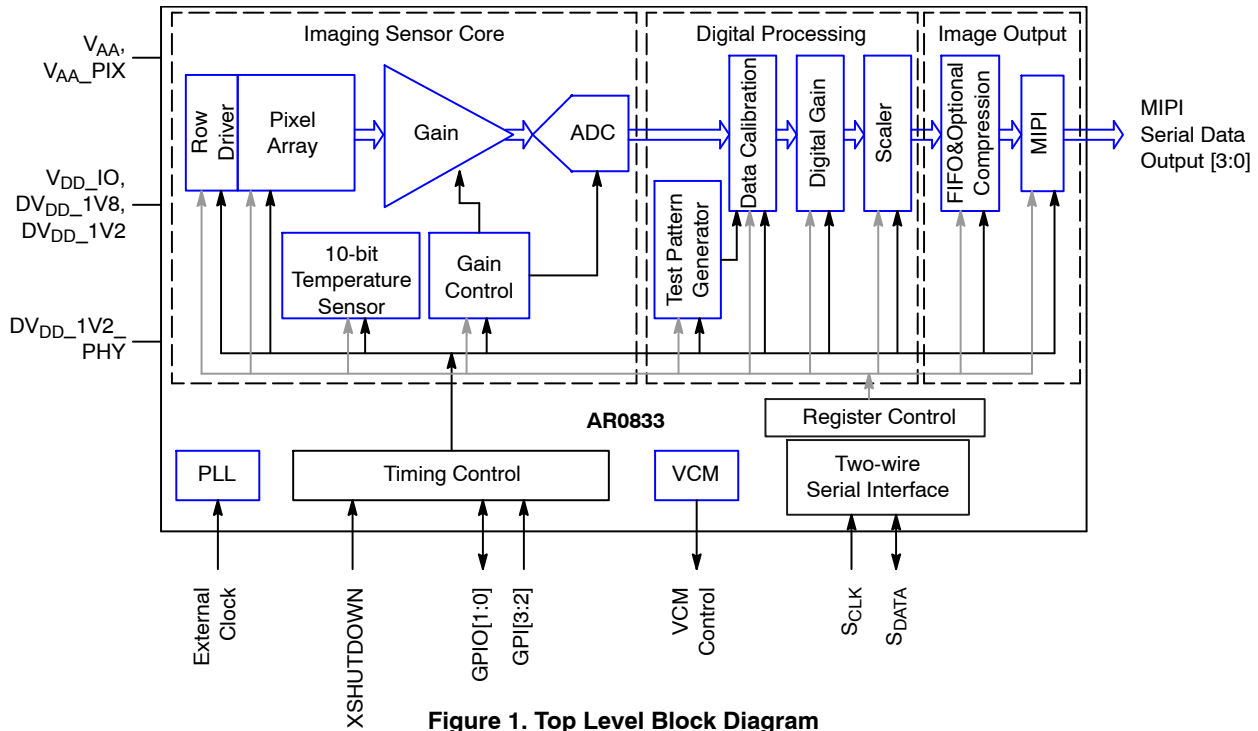 Imaging Sensor Core
Digital Processing
Image Output
VAA,
VAA_PIX
VDD_IO,
DVDD_1V8,
DVDD_1V2
DVDD_1V2_
PHY
Row
Driver
Pixel
Array
Gain
ADC
10-bit
Temperature
Sensor
Gain
Control
Test Pattern
Generator
Data Calibration
Digital Gain
Scaler
FIFO&Optional
Compression
MIPI
MIPI
Serial Data
Output [3:0]
AR0833
Register Control
PLL
Timing Control
VCM
Two-wire
Serial Interface
External
Clock
XSHUTDOWN
GPIO[1:0]
GPI[3:2]
VCM
Control
SCLK
SDATA
Figure 1. Top Level Block Diagram